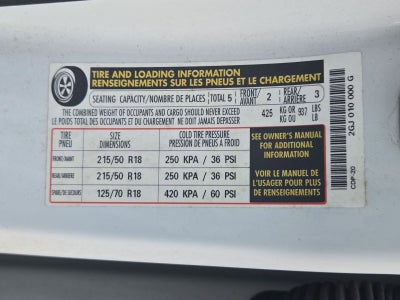 TIRE AND LOADING INFORMATION
RENSEIGNEMENTS SUR LES PNEUS ET LE CHARGEMENT
SEATING CAPACITY/NOMBRE DE PLACES TOTAL 5 FRONT/AVANT 2 REAR/ARRIÈRE 3
THE COMBINED WEIGHT OF OCCUPANTS AND CARGO SHOULD NEVER EXCEED
LE POIDS TOTAL DES OCCUPANTS ET DU CHARGEMENT NE DOIT JAMAIS DÉPASSER
425 KG OR/KG OU 937 LBS/LB
TIRE SIZE COLD TIRE PRESSURE
PNEU DIMENSIONS PRESSION DE PNEUS À FROID
FRONT/AVANT 215/50 R18 250 KPA / 36 PSI
REAR/ARRIERE 215/50 R18 250 KPA / 36 PSI
SPARE/DE SECOURS 125/70 R18 420 KPA / 60 PSI
SEE OWNER'S MANUAL
FOR ADDITIONAL
INFORMATION
VOIR LE MANUEL DE
L'USAGER POUR PLUS
DE RENSEIGNEMENTS
2GJ 010 000 G
CDP-20